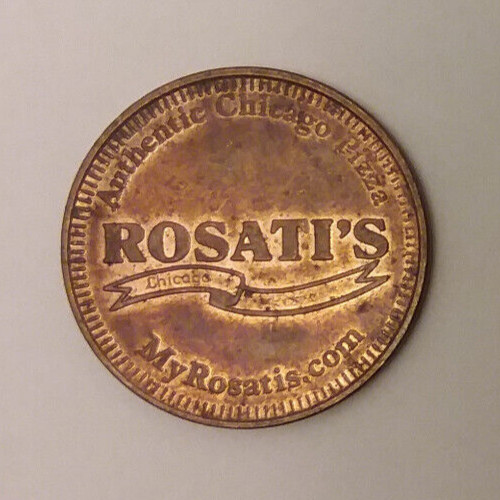 Authentic Chicago Pizza
ROSATI'S
Chicago
MyRosatis.com